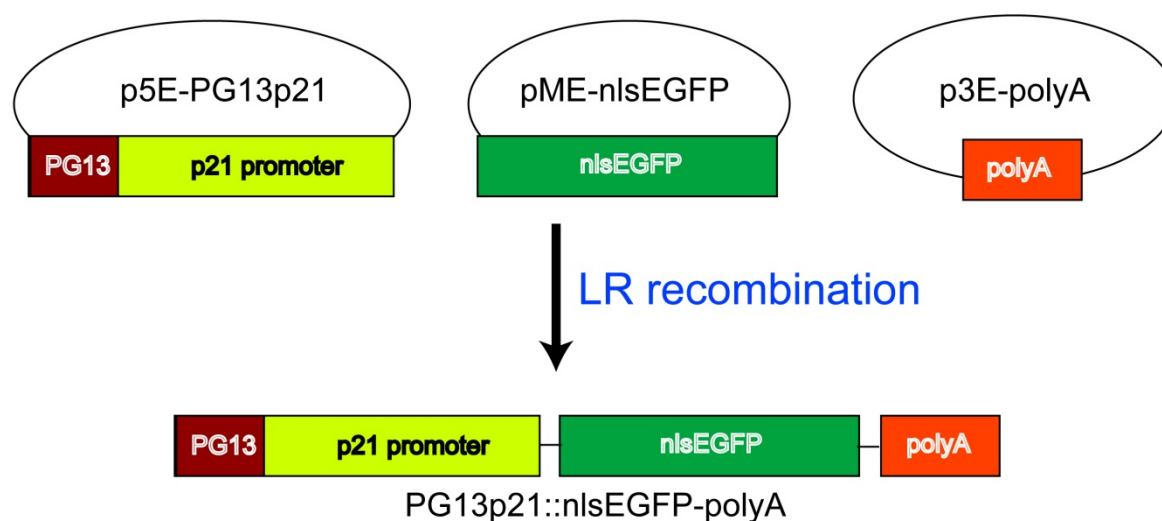 p5E-PG13p21
pME-nlsEGFP
p3E-polyA
PG13
p21 promoter
nlsEGFP
polyA
LR recombination
PG13
p21 promoter
nlsEGFP
polyA
PG13p21::nlsEGFP-polyA